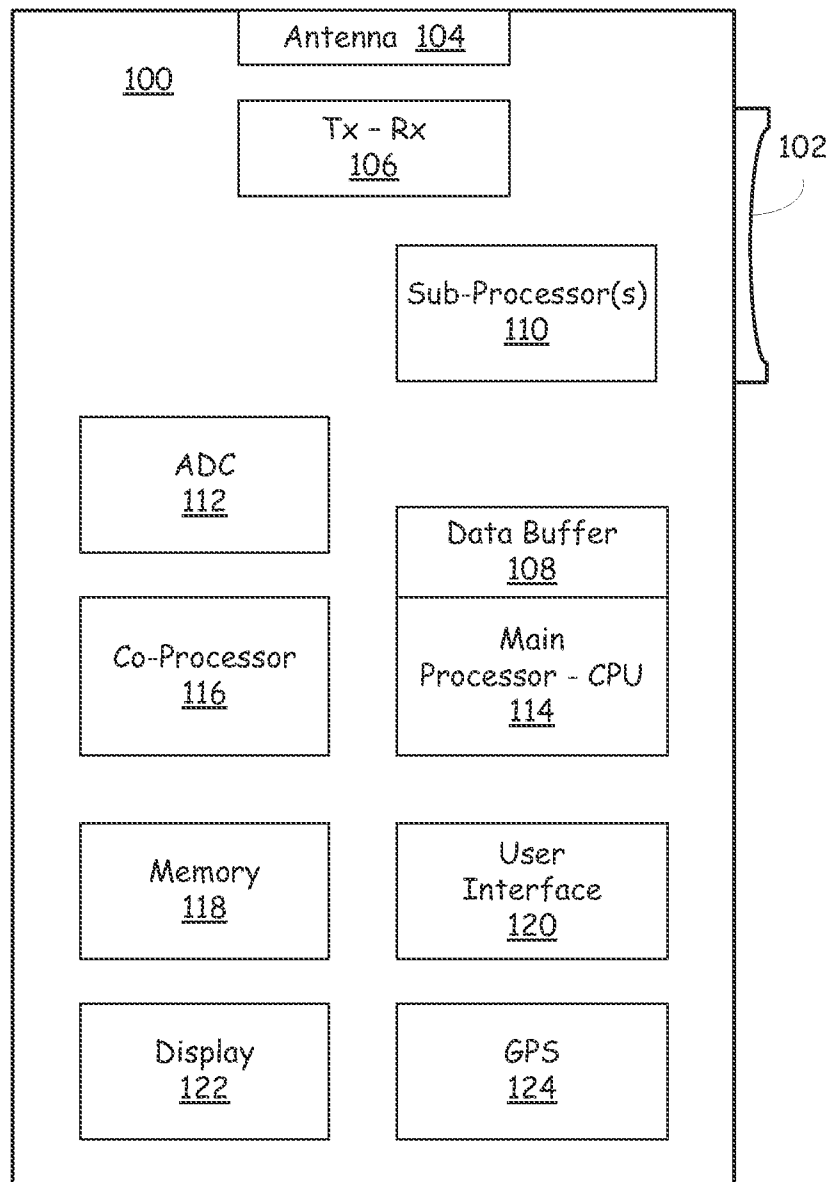 Antenna 104
100
Tx - Rx
106
102
Sub-Processor(s)
110
ADC
112
Data Buffer
108
Co-Processor
116
Main
Processor - CPU
114
Memory
118
User
Interface
120
Display
122
GPS
124